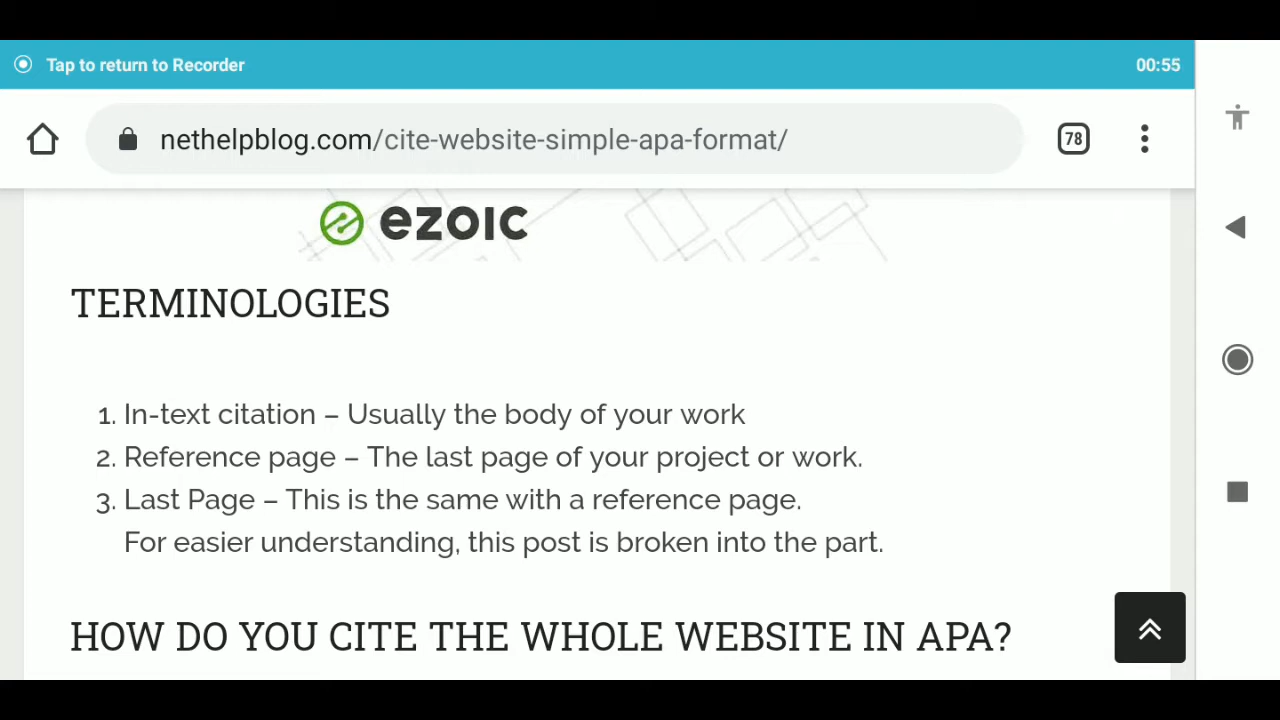 Tap to return to Recorder 00:55
nethelpblog.com/cite-website-simple-apa-format/ 78
ezoic
TERMINOLOGIES
1. In-text citation – Usually the body of your work
2. Reference page – The last page of your project or work.
3. Last Page – This is the same with a reference page.
For easier understanding, this post is broken into the part.
HOW DO YOU CITE THE WHOLE WEBSITE IN APA?